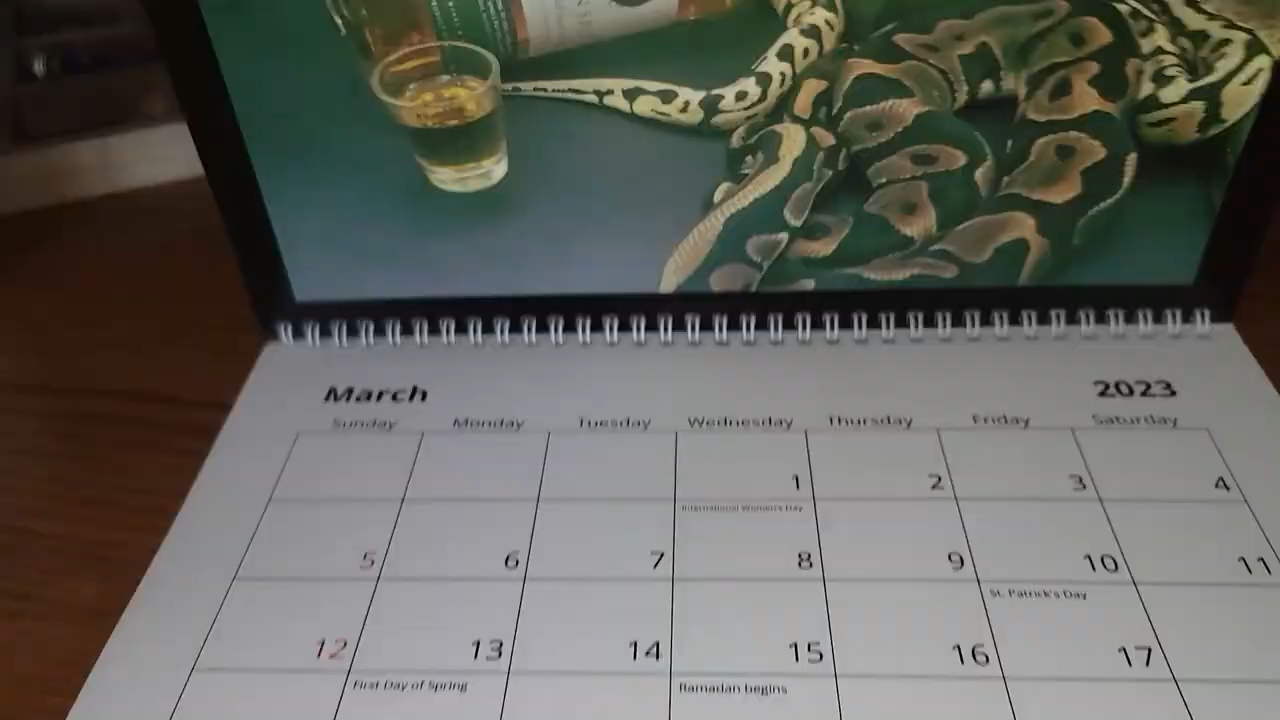 March 2023
Sunday Monday Tuesday Wednesday Thursday Friday Saturday
1 2 3 4
International Women's Day
5 6 7 8 9 10 11
St. Patrick's Day
12 13 14 15 16 17
First Day of Spring Ramadan begins